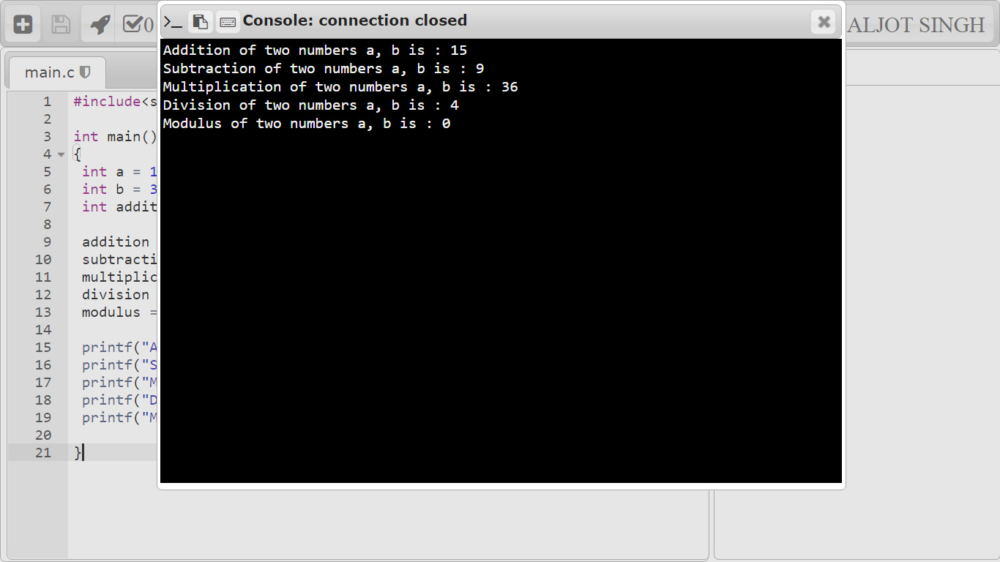 0
>_ Console: connection closed
ALJOT SINGH
main.c
Addition of two numbers a, b is : 15
Subtraction of two numbers a, b is : 9
Multiplication of two numbers a, b is : 36
Division of two numbers a, b is : 4
Modulus of two numbers a, b is : 0
1 #include<s
2
3 int main()
4 {
5 int a = 1
6 int b = 3
7 int addit
8
9 addition
10 subtracti
11 multiplic
12 division
13 modulus =
14
15 printf("A
16 printf("S
17 printf("M
18 printf("D
19 printf("M
20
21 }